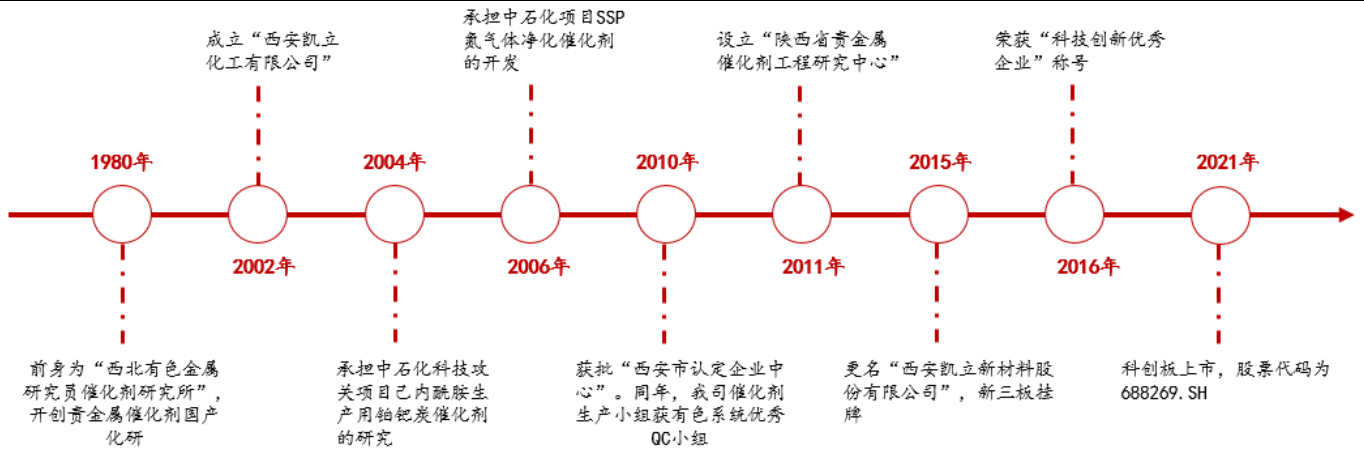 成立“西安凯立
化工有限公司”
承担中石化项目SSP
氮气体净化催化剂
的开发
设立“陕西省贵金属
催化剂工程研究中心”
荣获“科技创新优秀
企业”称号
1980年
2004年
2010年
2015年
2021年
2002年
2006年
2011年
2016年
前身为“西北有色金属
研究员催化剂研究所”，
开创贵金属催化剂国产
化研
承担中石化科技攻
关项目己内酰胺生
产用铂钯炭催化剂
的研究
获批“西安市认定企业中
心”。同年，我司催化剂
生产小组获有色系统优秀
QC小组
更名“西安凯立新材料股
份有限公司”，新三板挂
牌
科创板上市，股票代码为
688269.SH